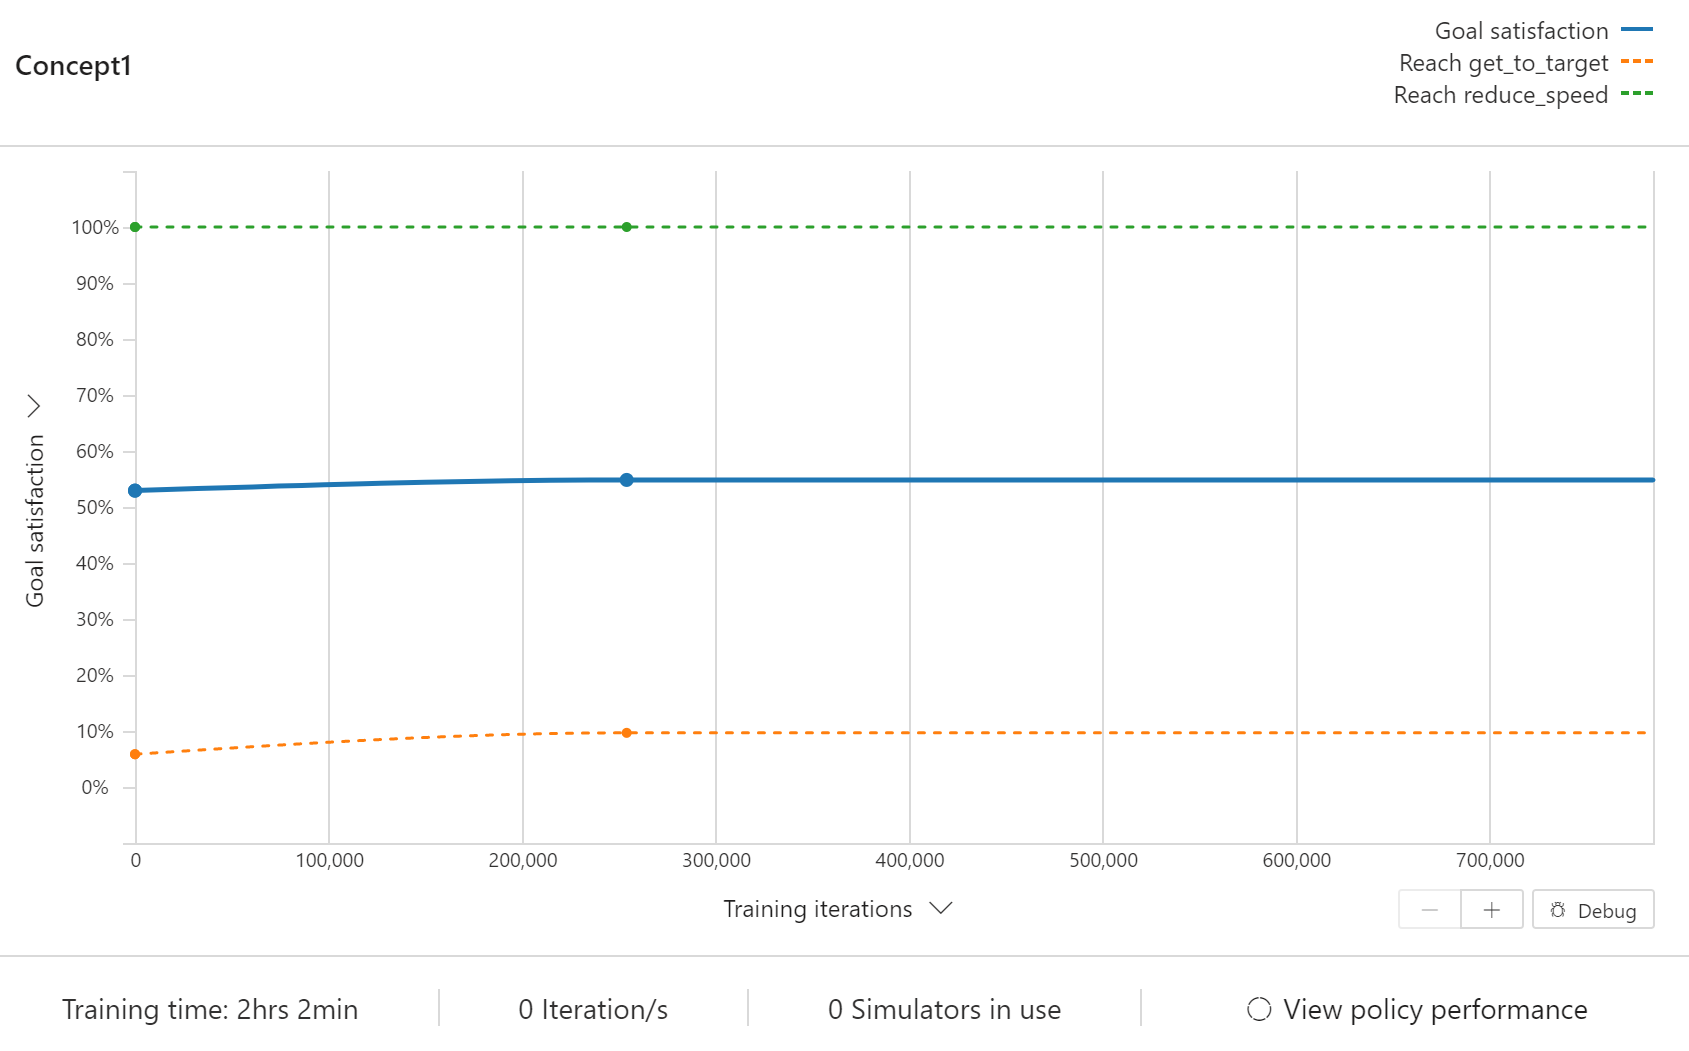 Concept1
Goal satisfaction
Reach get_to_target
Reach reduce_speed
100%
90%
80%
70%
60%
50%
40%
30%
20%
10%
0%
Goal satisfaction
0 100,000 200,000 300,000 400,000 500,000 600,000 700,000
Training iterations
Debug
Training time: 2hrs 2min 0 Iteration/s 0 Simulators in use View policy performance